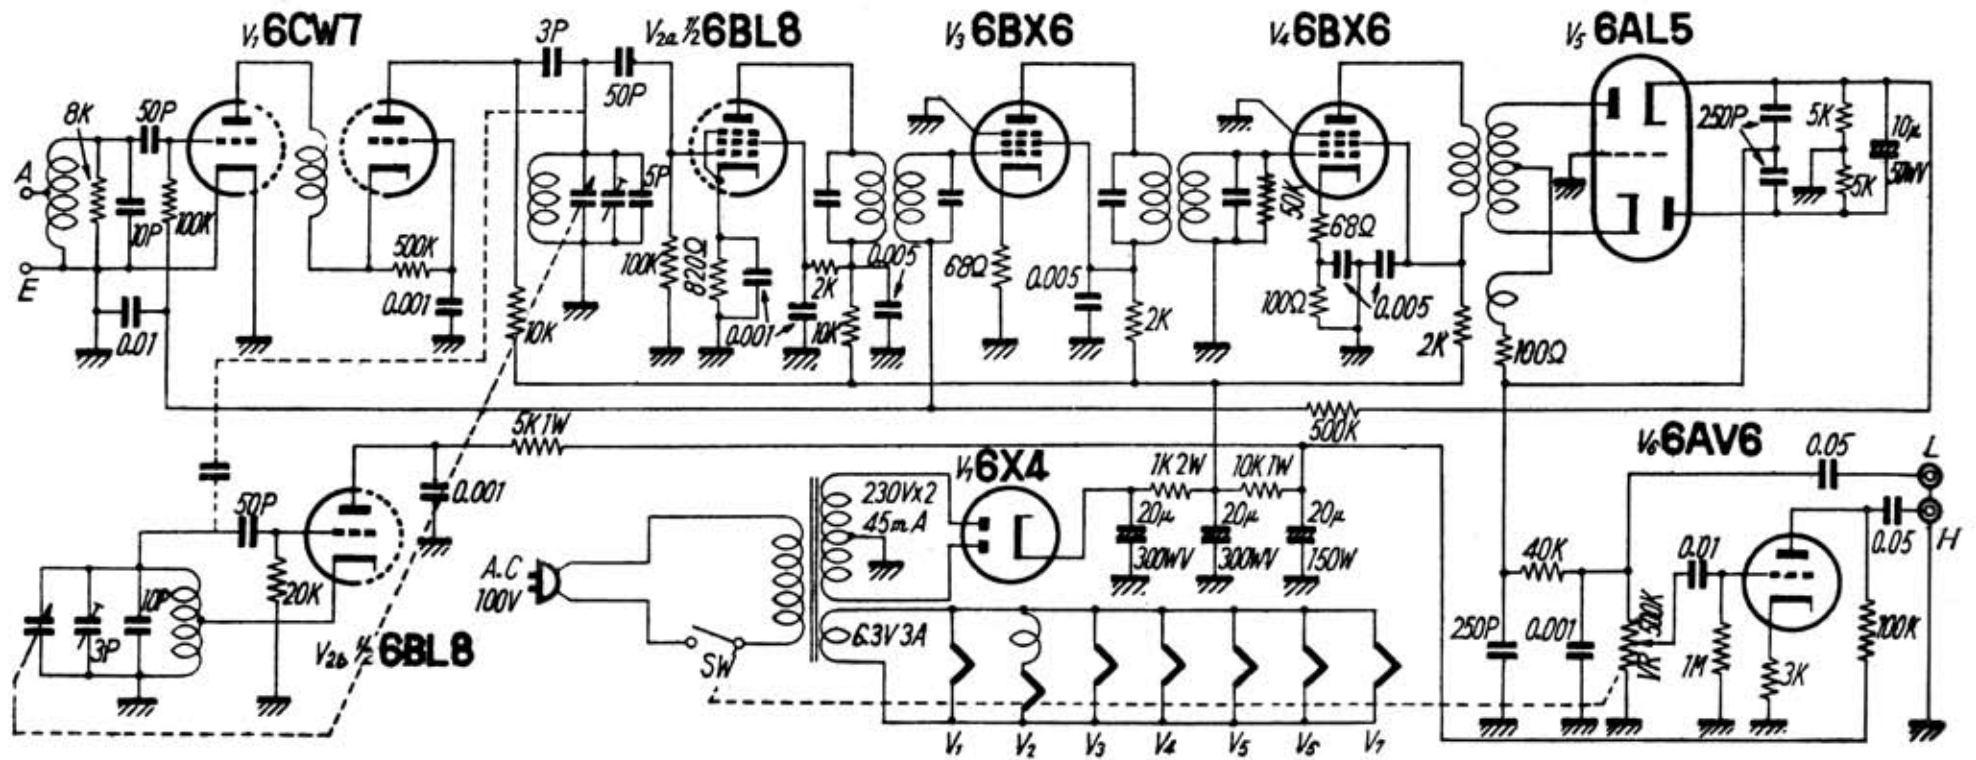 V1 6CW7
3P
V2a 1/2 6BL8
V3 6BX6
V4 6BX6
V5 6AL5
8K
50P
50P
250P
5K
10μ
A
5P
50K
5K
50WV
10P
100K
500K
100K
820Ω
0.005
68Ω
0.005
68Ω
E
0.01
0.001
10K
0.001
2K
10K
2K
100Ω
0.005
2K
100Ω
5K 1W
500K
V6 6AV6
0.05
L
V7 6X4
1K 2W
10K 1W
50P
0.001
230V×2
45mA
20μ
20μ
20μ
300WV
300WV
150W
40K
0.01
0.05
H
A.C
100V
10P
20K
3P
V2b 1/2 6BL8
SW
6.3V 3A
250P
0.001
VR 500K
1M
3K
100K
V1
V2
V3
V4
V5
V6
V7